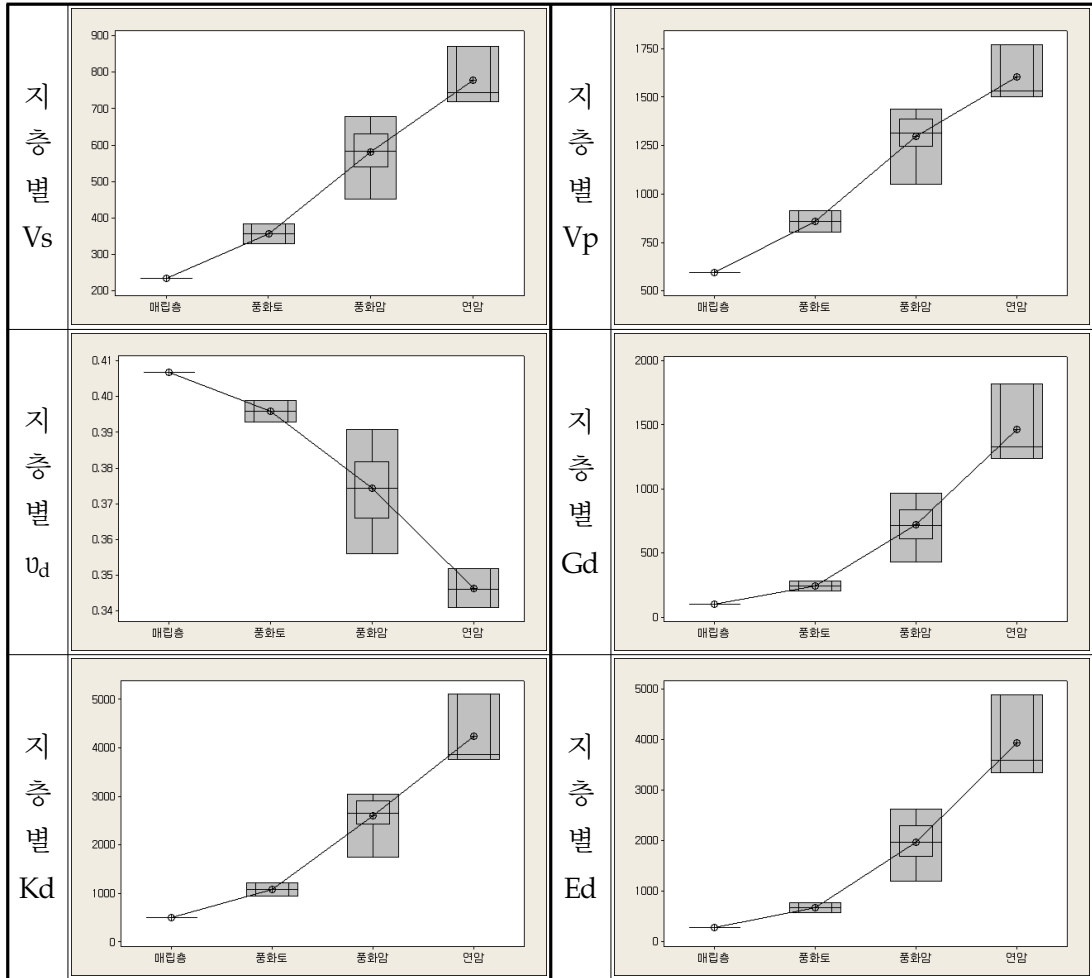 지
층
별
Vs
900
800
700
600
500
400
300
200
매립층 풍화토 풍화암 연암
지
층
별
Vp
1750
1500
1250
1000
750
500
매립층 풍화토 풍화암 연암
지
층
별
υd
0.41
0.40
0.39
0.38
0.37
0.36
0.35
0.34
매립층 풍화토 풍화암 연암
지
층
별
Gd
2000
1500
1000
500
0
매립층 풍화토 풍화암 연암
지
층
별
Kd
5000
4000
3000
2000
1000
0
매립층 풍화토 풍화암 연암
지
층
별
Ed
5000
4000
3000
2000
1000
0
매립층 풍화토 풍화암 연암